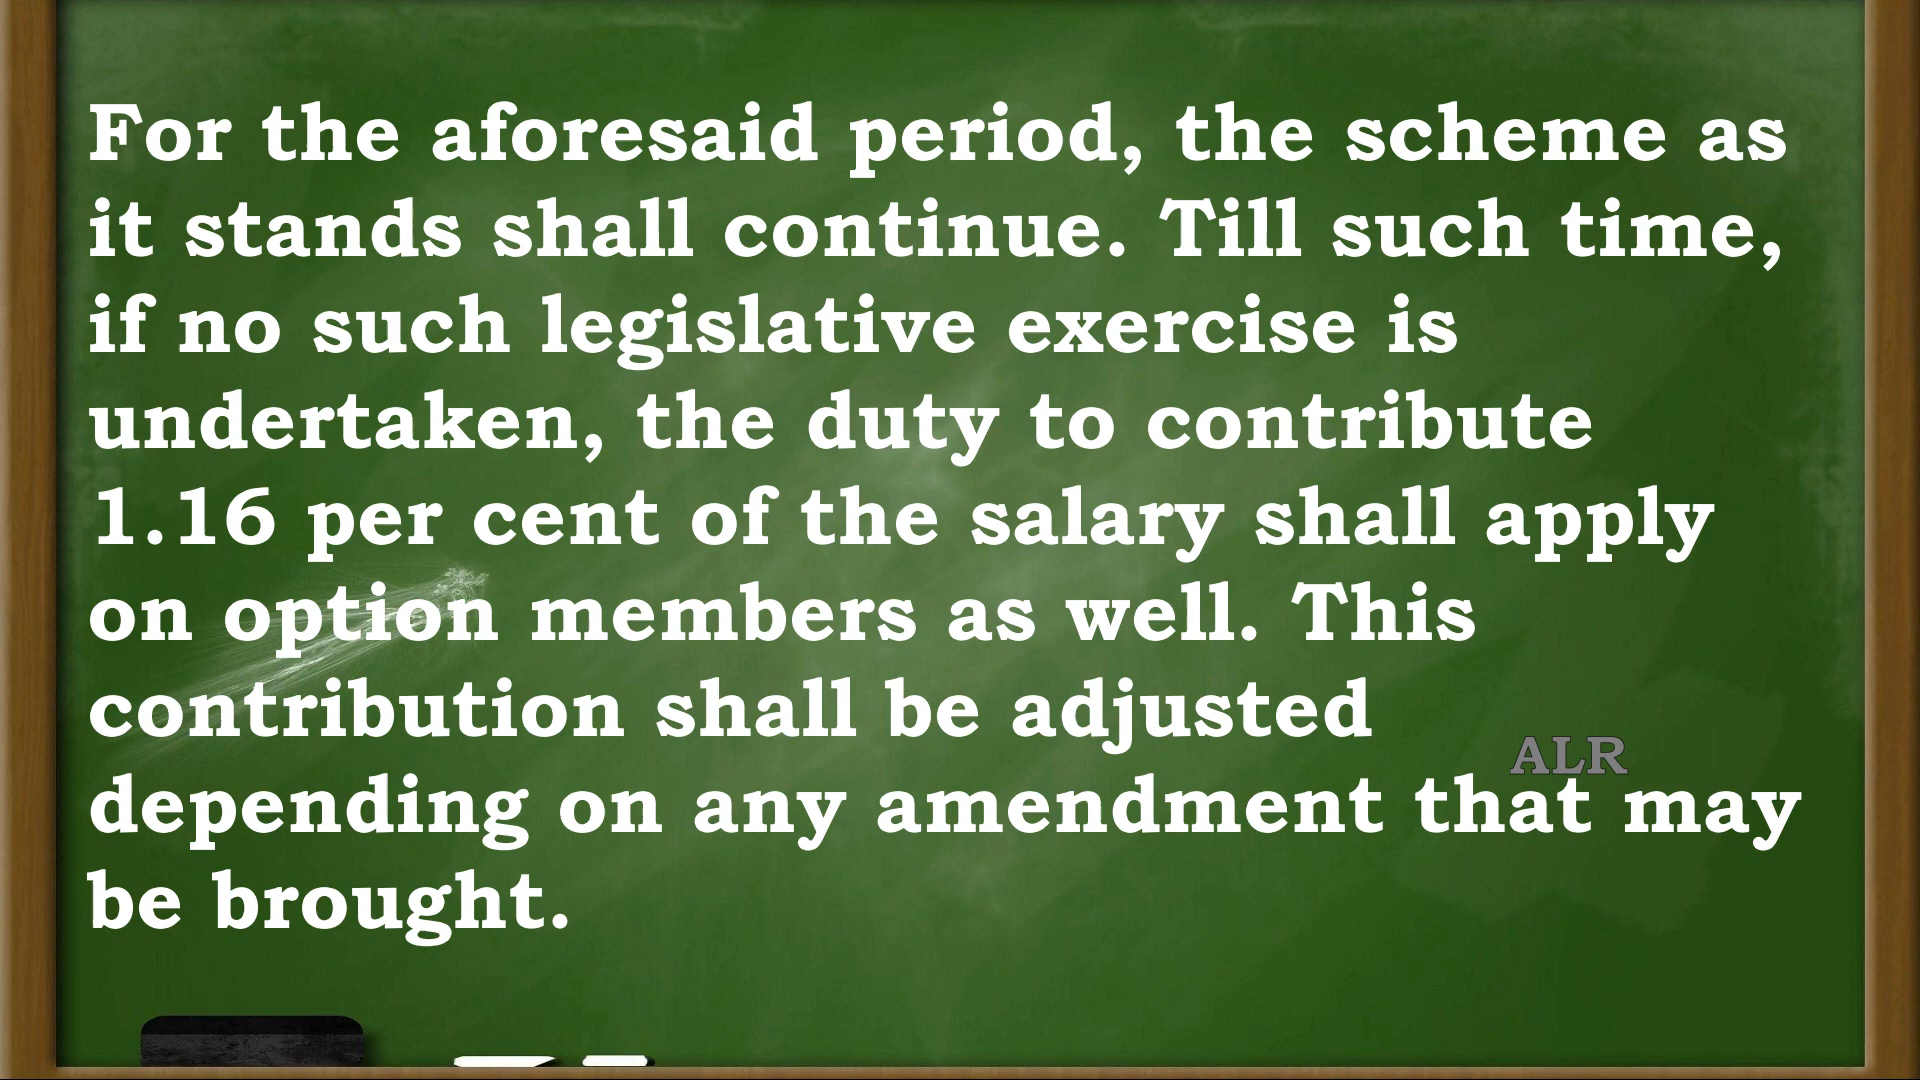 For the aforesaid period, the scheme as
it stands shall continue. Till such time,
if no such legislative exercise is
undertaken, the duty to contribute
1.16 per cent of the salary shall apply
on option members as well. This
contribution shall be adjusted
ALR
depending on any amendment that may
be brought.